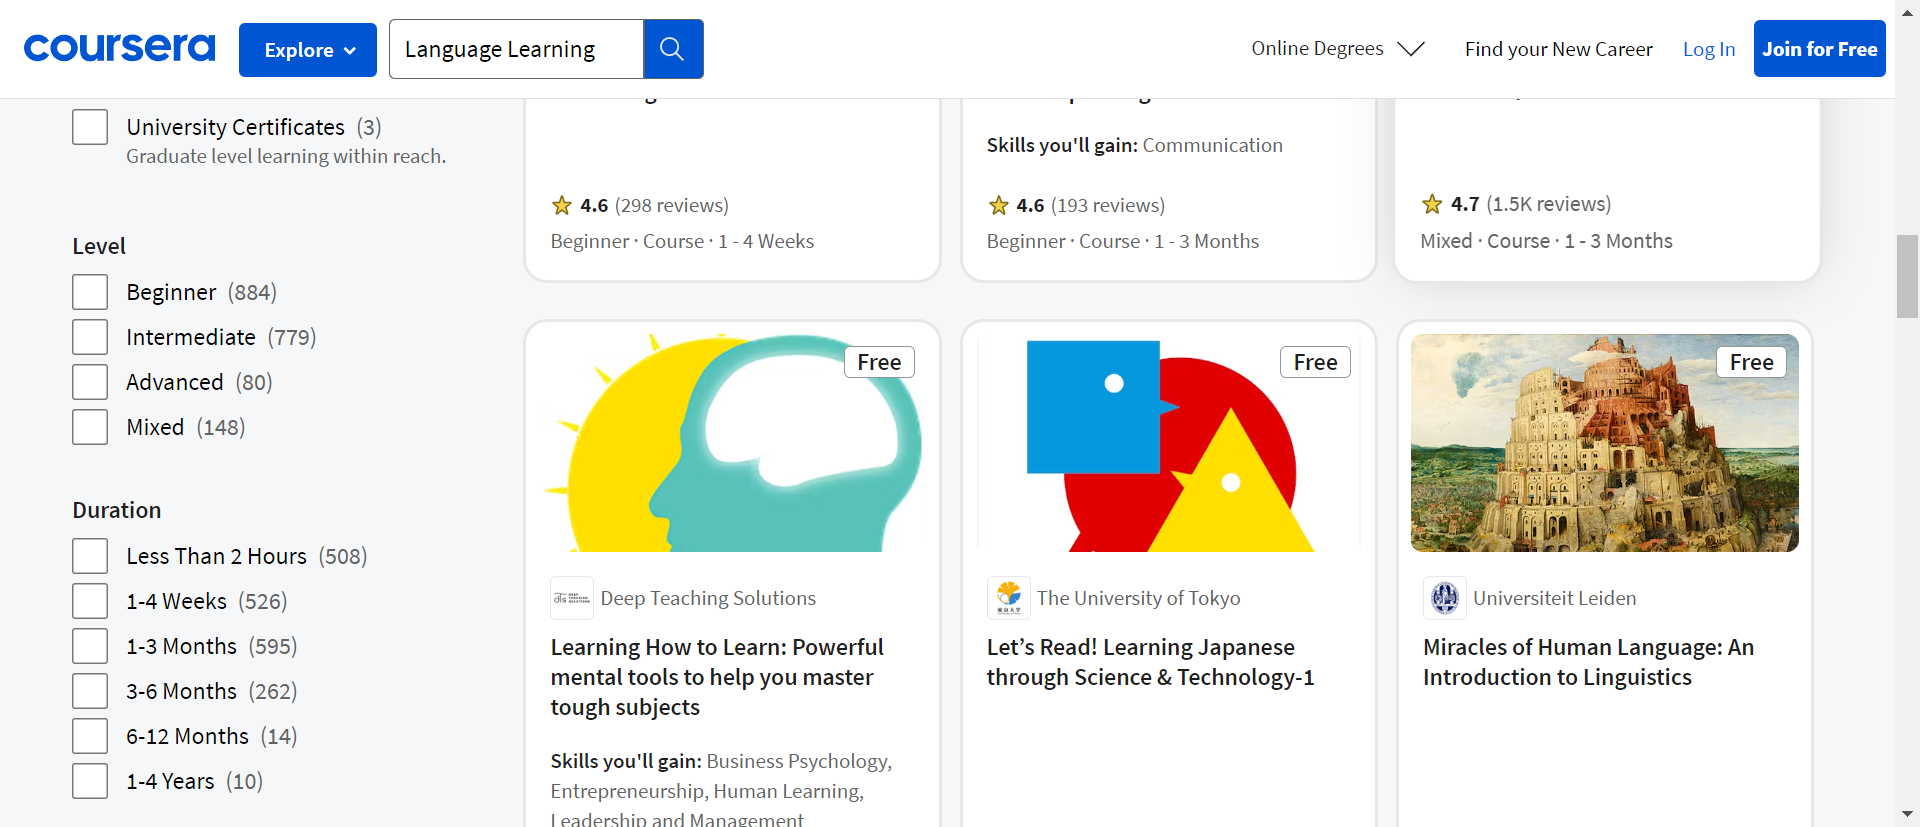 coursera
Explore
Language Learning
Online Degrees
Find your New Career
Log In
Join for Free
University Certificates (3)
Graduate level learning within reach.
Level
Beginner (884)
Intermediate (779)
Advanced (80)
Mixed (148)
Duration
Less Than 2 Hours (508)
1-4 Weeks (526)
1-3 Months (595)
3-6 Months (262)
6-12 Months (14)
1-4 Years (10)
4.6 (298 reviews)
Beginner · Course · 1 - 4 Weeks
Skills you'll gain: Communication
4.6 (193 reviews)
Beginner · Course · 1 - 3 Months
4.7 (1.5K reviews)
Mixed · Course · 1 - 3 Months
Free
Deep Teaching Solutions
Learning How to Learn: Powerful
mental tools to help you master
tough subjects
Skills you'll gain: Business Psychology,
Entrepreneurship, Human Learning,
Leadership and Management
Free
The University of Tokyo
Let’s Read! Learning Japanese
through Science & Technology-1
Free
Universiteit Leiden
Miracles of Human Language: An
Introduction to Linguistics